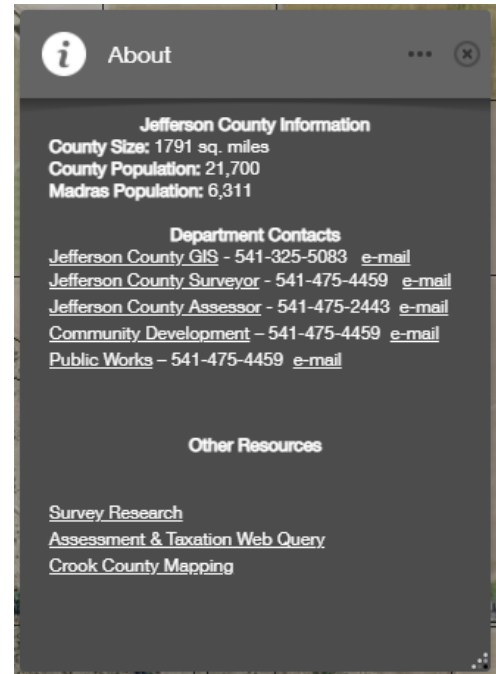 About
Jefferson County Information
County Size: 1791 sq. miles
County Population: 21,700
Madras Population: 6,311
Department Contacts
Jefferson County GIS - 541-325-5083 e-mail
Jefferson County Surveyor - 541-475-4459 e-mail
Jefferson County Assessor - 541-475-2443 e-mail
Community Development – 541-475-4459 e-mail
Public Works – 541-475-4459 e-mail
Other Resources
Survey Research
Assessment & Taxation Web Query
Crook County Mapping